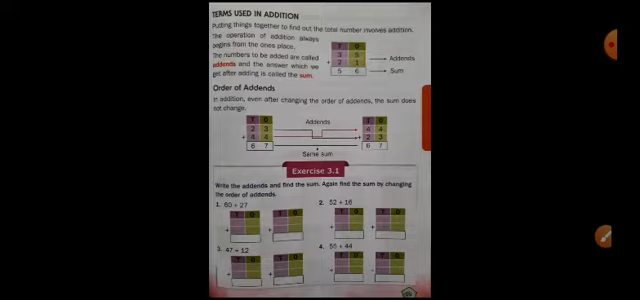 TERMS USED IN ADDITION
Putting things together to find out the total number involves addition.
The operation of addition always
begins from the ones place.
The numbers to be added are called
addends and the answer which we
get after adding is called the sum.
T O
3 5
+ 2 1
5 6
Addends
Sum
Order of Addends
In addition, even after changing the order of addends, the sum does
not change.
Addends
T O
2 3
+ 4 4
6 7
T O
4 4
+ 2 3
6 7
Same sum
Exercise 3.1
Write the addends and find the sum. Again find the sum by changing
the order of addends.
1. 60 + 27
2. 52 + 16
T O T O T O T O
+ + + +
3. 47 + 12
4. 55 + 44
T O T O T O T O
+ + + +